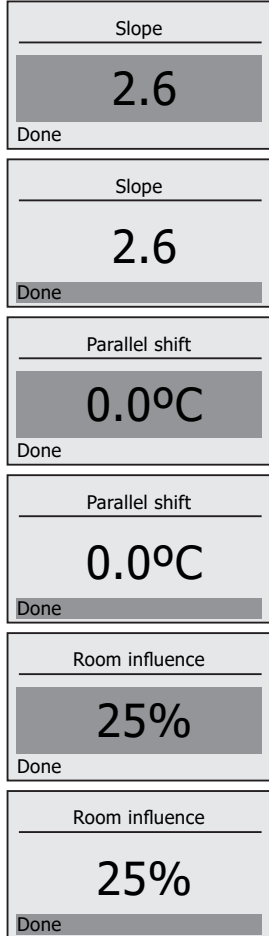 Slope
2.6
Done
Slope
2.6
Done
Parallel shift
0.0ºC
Done
Parallel shift
0.0ºC
Done
Room influence
25%
Done
Room influence
25%
Done